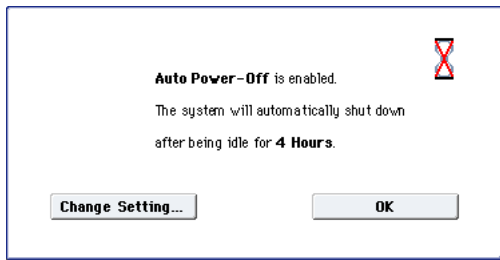 Auto Power-Off is enabled.
The system will automatically shut down
after being idle for 4 Hours.
Change Setting... OK